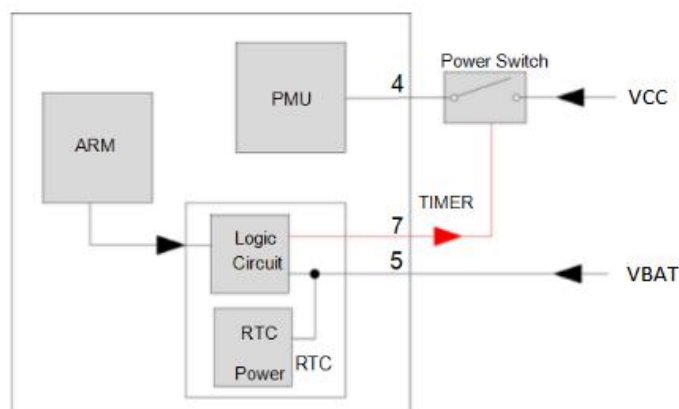 Power Switch
4
PMU
VCC
ARM
TIMER
7
Logic
Circuit
5
VBAT
RTC
Power
RTC